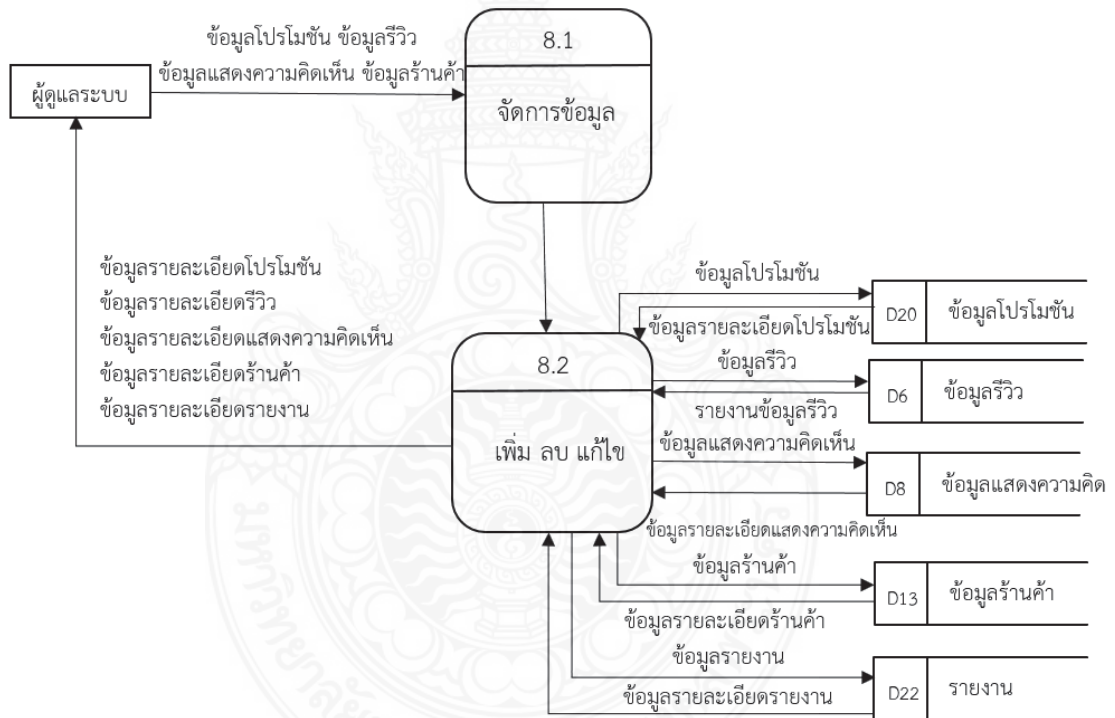 ข้อมูลโปรโมชัน ข้อมูลรีวิว
ข้อมูลแสดงความคิดเห็น ข้อมูลร้านค้า
ผู้ดูแลระบบ
8.1
จัดการข้อมูล
ข้อมูลรายละเอียดโปรโมชัน
ข้อมูลรายละเอียดรีวิว
ข้อมูลรายละเอียดแสดงความคิดเห็น
ข้อมูลรายละเอียดร้านค้า
ข้อมูลรายละเอียดรายงาน
8.2
เพิ่ม ลบ แก้ไข
ข้อมูลโปรโมชัน
ข้อมูลรายละเอียดโปรโมชัน
D20 ข้อมูลโปรโมชัน
ข้อมูลรีวิว
รายงานข้อมูลรีวิว
D6 ข้อมูลรีวิว
ข้อมูลแสดงความคิดเห็น
D8 ข้อมูลแสดงความคิด
ข้อมูลรายละเอียดแสดงความคิดเห็น
ข้อมูลร้านค้า
ข้อมูลรายละเอียดร้านค้า
D13 ข้อมูลร้านค้า
ข้อมูลรายงาน
ข้อมูลรายละเอียดรายงาน
D22 รายงาน